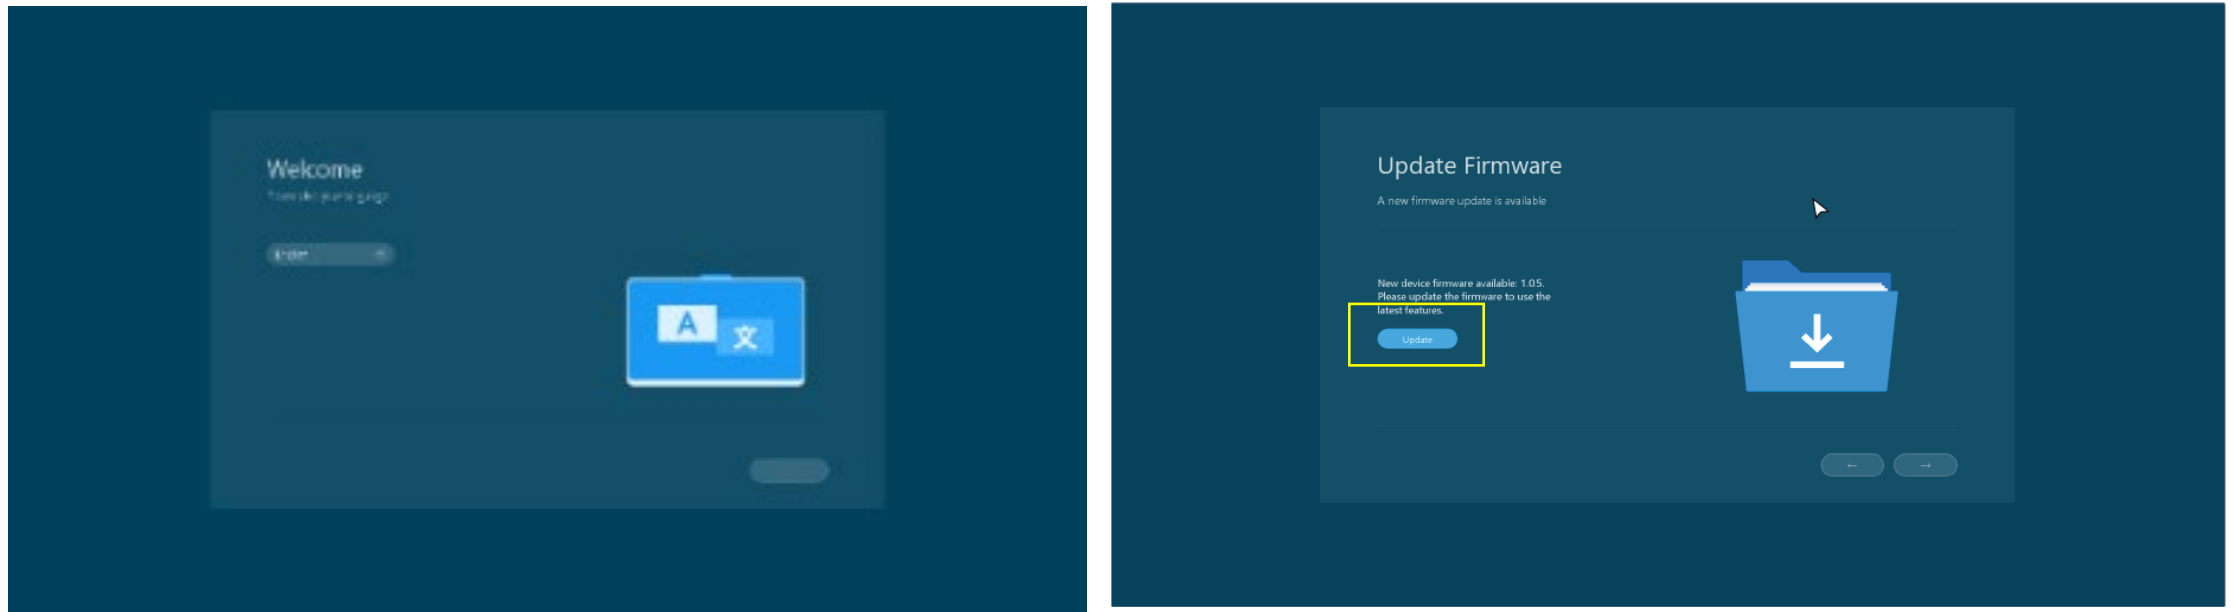 Welcome
A
文
Update Firmware
A new firmware update is available
New device firmware available: 1.0.5.
Please update the firmware to use the
latest features.
Update
← →